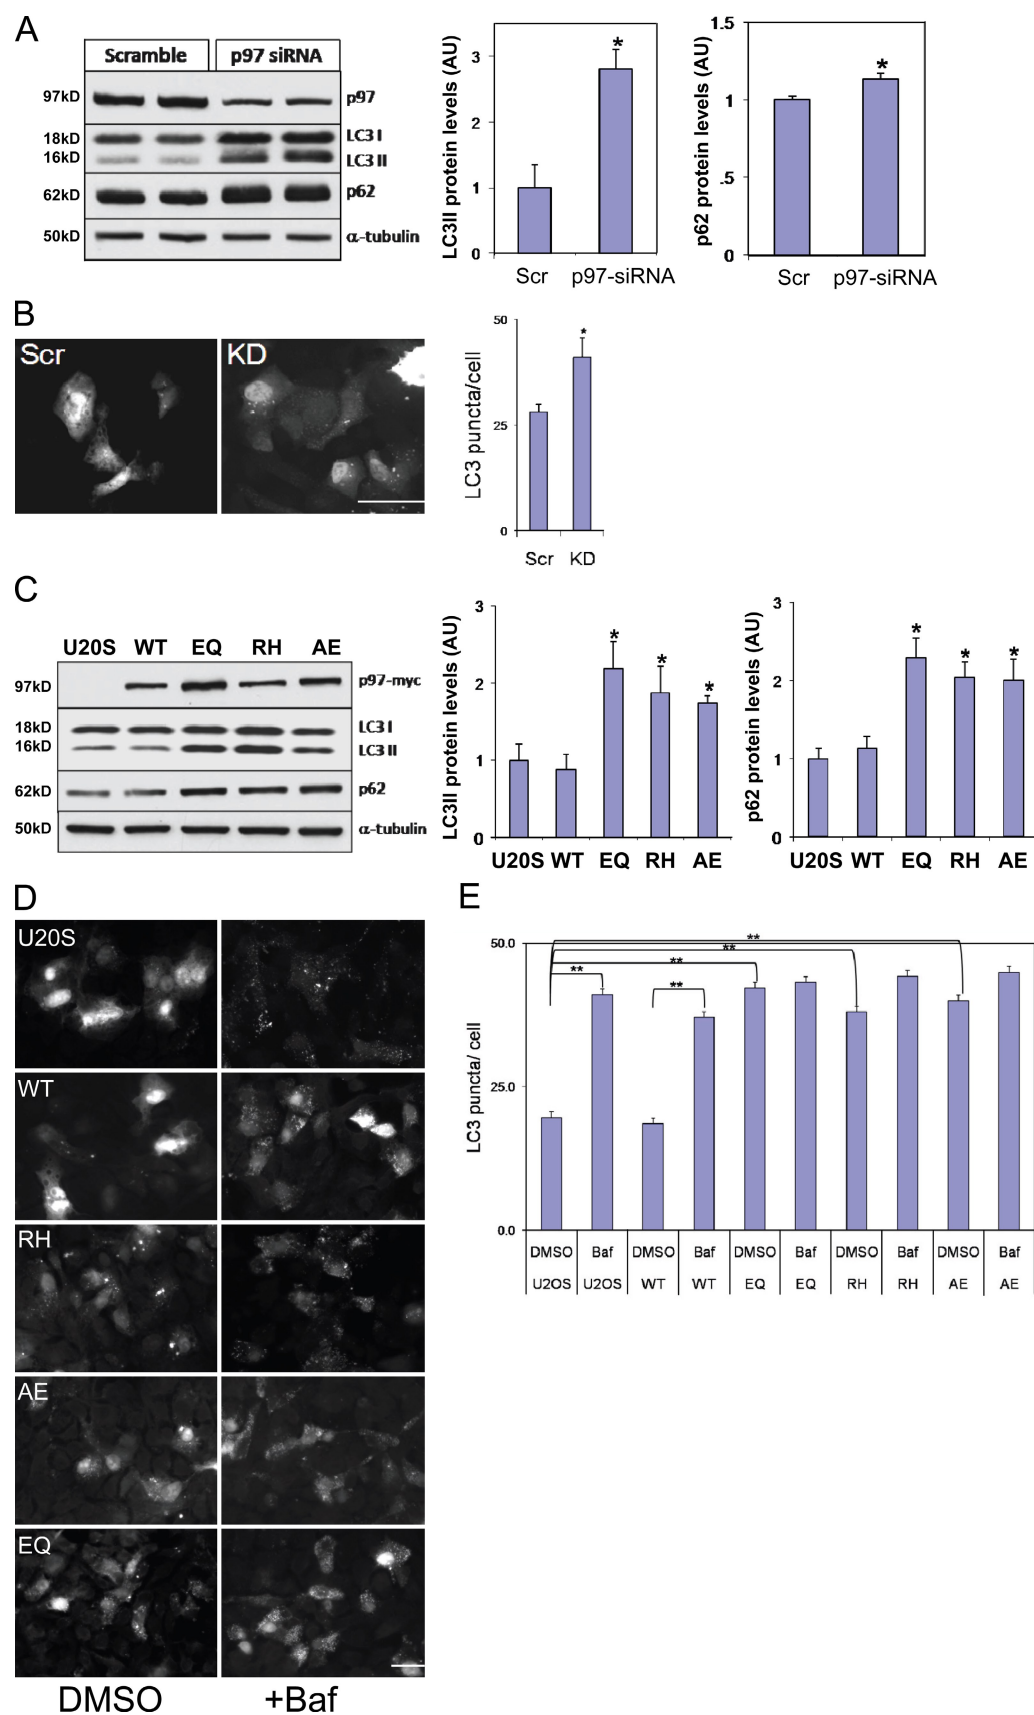 A
Scramble p97 siRNA
97kD p97
18kD LC3 I
16kD LC3 II
62kD p62
50kD α-tubulin
LC3II protein levels (AU)
3
2
1
0
*
Scr p97-siRNA
p62 protein levels (AU)
1.5
1
.5
0
*
Scr p97-siRNA
B
Scr KD
LC3 puncta/cell
50
25
0
*
Scr KD
C
U20S WT EQ RH AE
97kD p97-myc
18kD LC3 I
16kD LC3 II
62kD p62
50kD α-tubulin
LC3II protein levels (AU)
3
2
1
0
* * *
U20S WT EQ RH AE
p62 protein levels (AU)
3
2
1
0
* * *
U20S WT EQ RH AE
D
U20S
WT
RH
AE
EQ
DMSO +Baf
E
LC3 puncta/ cell
50.0
25.0
0.0
**
**
**
**
**
DMSO Baf DMSO Baf DMSO Baf DMSO Baf DMSO Baf
U2OS U2OS WT WT EQ EQ RH RH AE AE